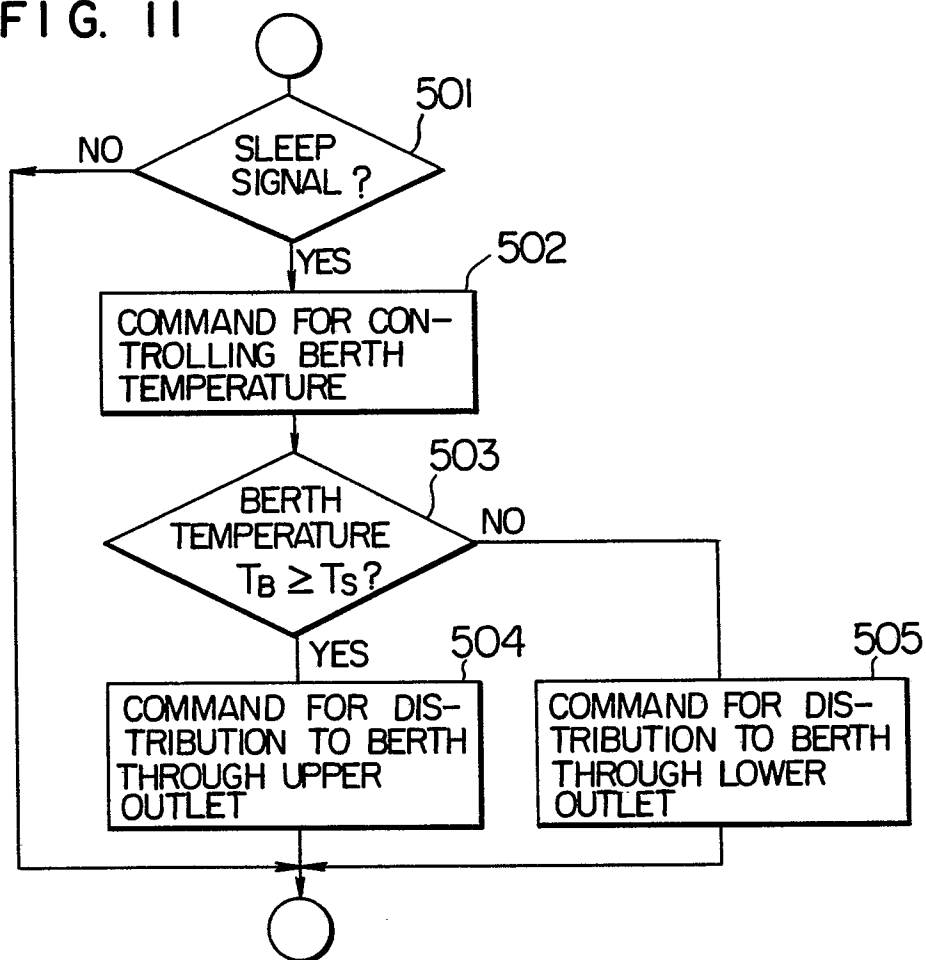 FIG. 11
501
SLEEP
SIGNAL ?
NO
YES
502
COMMAND FOR CON-
TROLLING BERTH
TEMPERATURE
503
BERTH
TEMPERATURE
TB ≥ TS ?
NO
YES
504
COMMAND FOR DIS-
TRIBUTION TO BERTH
THROUGH UPPER
OUTLET
505
COMMAND FOR DIS-
TRIBUTION TO BERTH
THROUGH LOWER
OUTLET